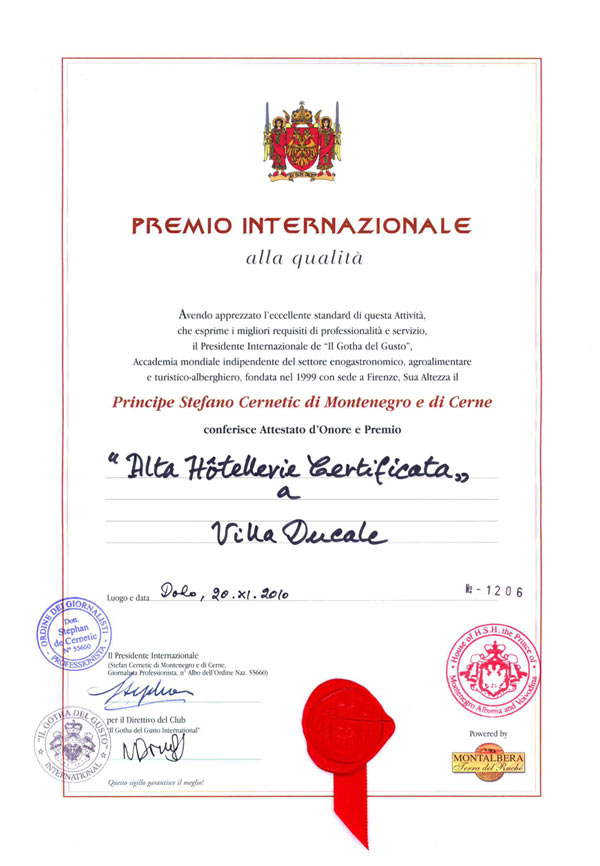 PREMIO INTERNAZIONALE
alla qualità
Avendo apprezzato l'eccellente standard di questa Attività,
che esprime i migliori requisiti di professionalità e servizio,
il Presidente Internazionale de "Il Gotha del Gusto",
Accademia mondiale indipendente del settore enogastronomico, agroalimentare
e turistico-alberghiero, fondata nel 1999 con sede a Firenze, Sua Altezza il
Principe Stefano Cernetic di Montenegro e di Cerne
conferisce Attestato d'Onore e Premio
"Alta Hôtellerie Certificata"
a
Villa Ducale
Luogo e data Dolo, 20.XI.2010
№ - 1206
ORDINE DEI GIORNALISTI
Dott.
Stephan
de Cernetic
N° 55660
- PROFESSIONISTA -
Il Presidente Internazionale
(Stefan Cernetic di Montenegro e di Cerne,
Giornalista Professionista, n° Albo dell'Ordine Naz. 55660)
per il Direttivo del Club
"Il Gotha del Gusto International"
"IL GOTHA DEL GUSTO"
INTERNATIONAL
Questo sigillo garantisce il meglio!
House of H.S.H. the Prince of
Montenegro Albania and Voivodina
Powered by
MONTALBERA
Terra del Ruchè